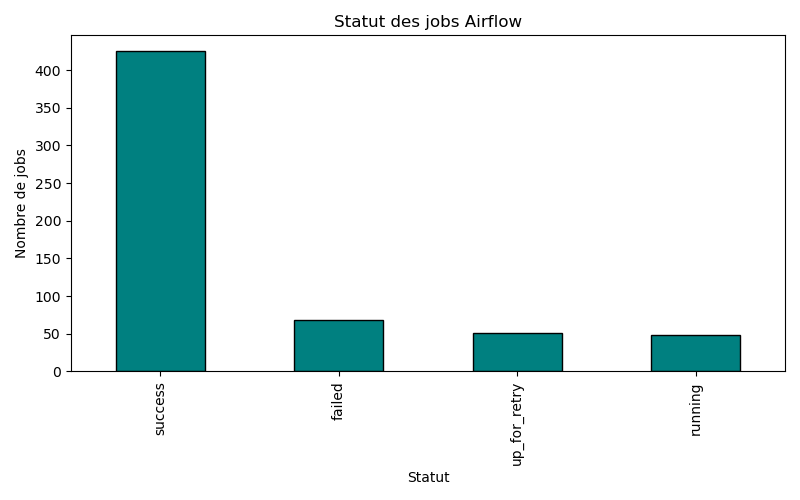 Statut des jobs Airflow
Nombre de jobs
400
350
300
250
200
150
100
50
0
success
failed
up_for_retry
running
Statut